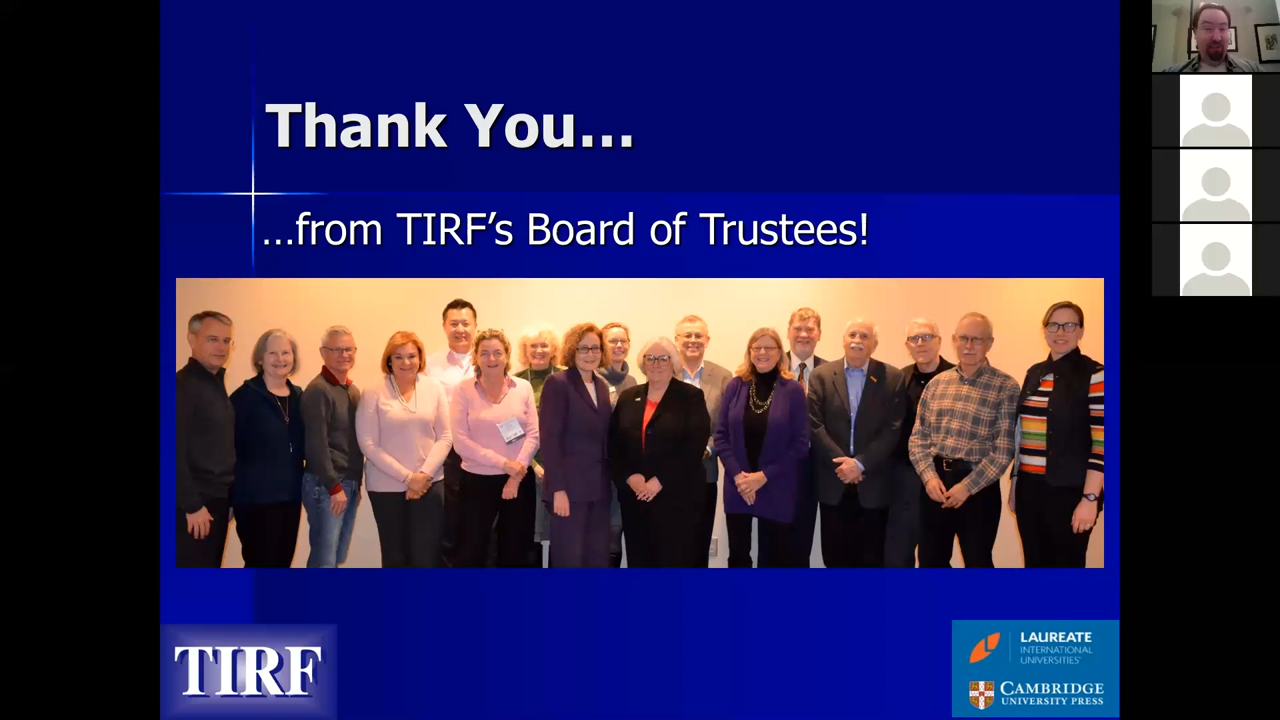 Thank You...
...from TIRF's Board of Trustees!
TIRF
LAUREATE
INTERNATIONAL
UNIVERSITIES
CAMBRIDGE
UNIVERSITY PRESS